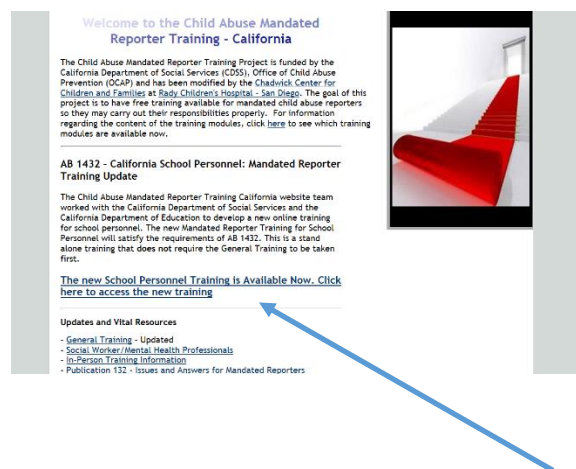 Welcome to the Child Abuse Mandated
Reporter Training - California
The Child Abuse Mandated Reporter Training Project is funded by the
California Department of Social Services (CDSS), Office of Child Abuse
Prevention (OCAP) and has been modified by the Chadwick Center for
Children and Families at Rady Children's Hospital - San Diego. The goal of this
project is to have free training available for mandated child abuse reporters
so they may carry out their responsibilities properly. For information
regarding the content of the training modules, click here to see which training
modules are available now.
AB 1432 - California School Personnel: Mandated Reporter
Training Update
The Child Abuse Mandated Reporter Training California website team
worked with the California Department of Social Services and the
California Department of Education to develop a new online training
for school personnel. The new Mandated Reporter Training for School
Personnel will satisfy the requirements of AB 1432. This is a stand
alone training that does not require the General Training to be taken
first.
The new School Personnel Training is Available Now. Click
here to access the new training
Updates and Vital Resources
- General Training - Updated
- Social Worker/Mental Health Professionals
- In-Person Training Information
- Publication 132 - Issues and Answers for Mandated Reporters